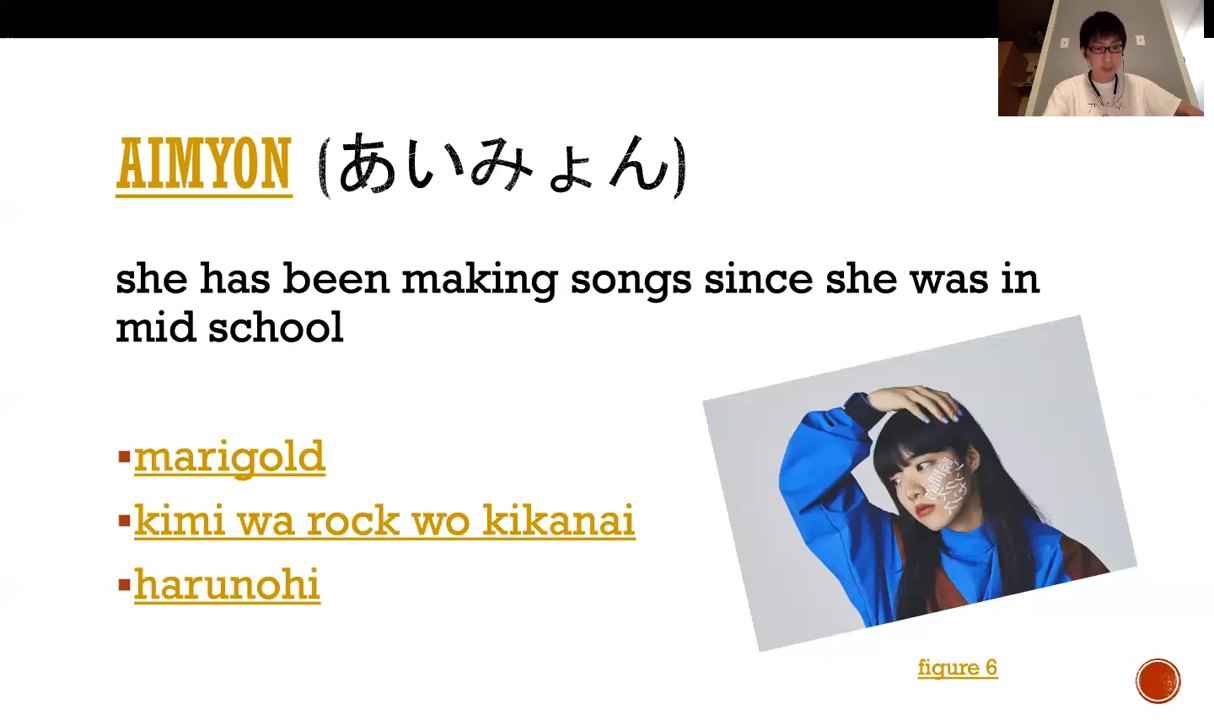 AIMYON (あいみょん)
she has been making songs since she was in
mid school
▪marigold
▪kimi wa rock wo kikanai
▪harunohi
figure 6